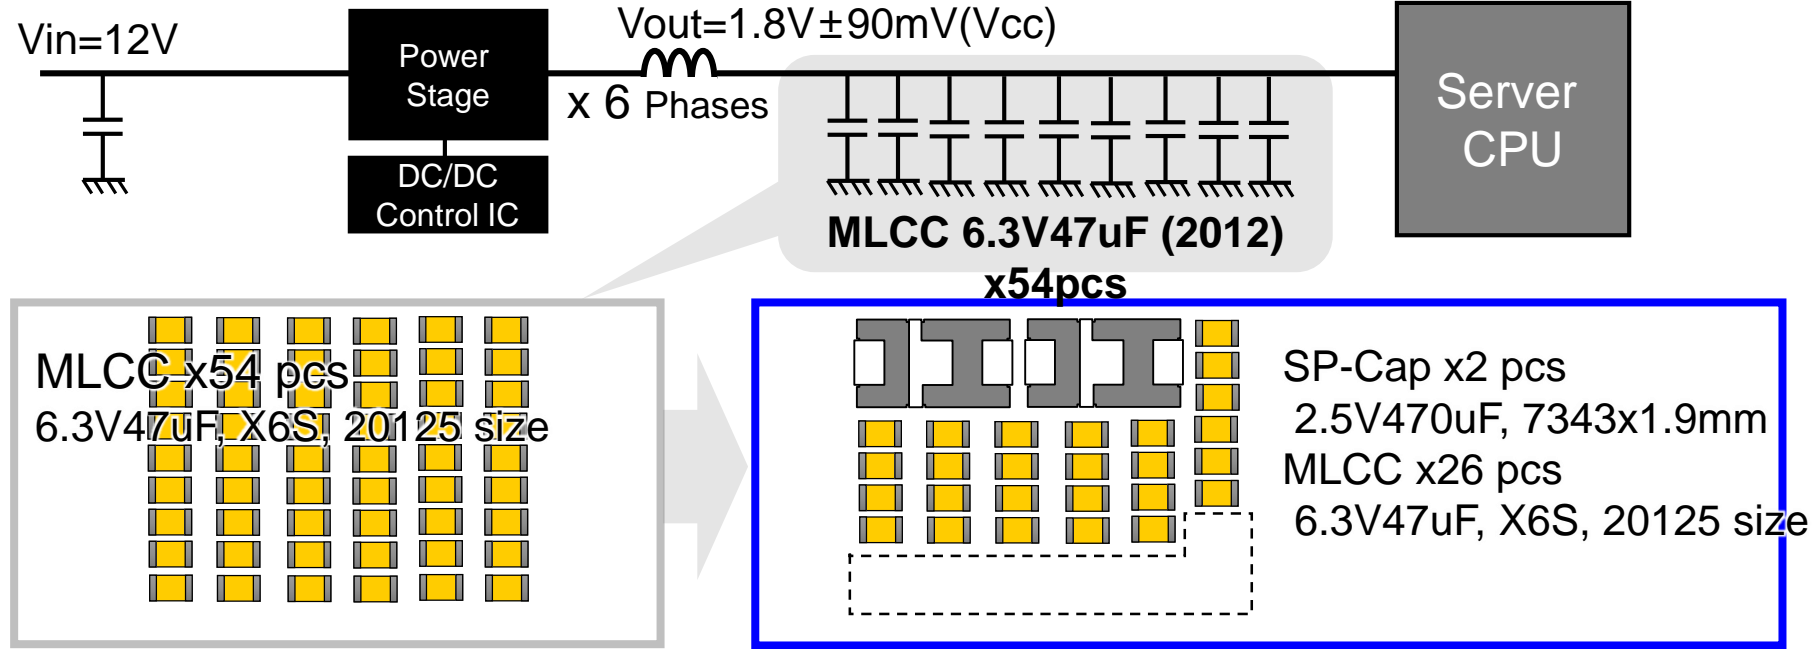 Vin=12V
Power
Stage
DC/DC
Control IC
Vout=1.8V±90mV(Vcc)
x 6 Phases
Server
CPU
MLCC 6.3V47uF (2012)
x54pcs
MLCC x54 pcs
6.3V47uF, X6S, 20125 size
SP-Cap x2 pcs
2.5V470uF, 7343x1.9mm
MLCC x26 pcs
6.3V47uF, X6S, 20125 size